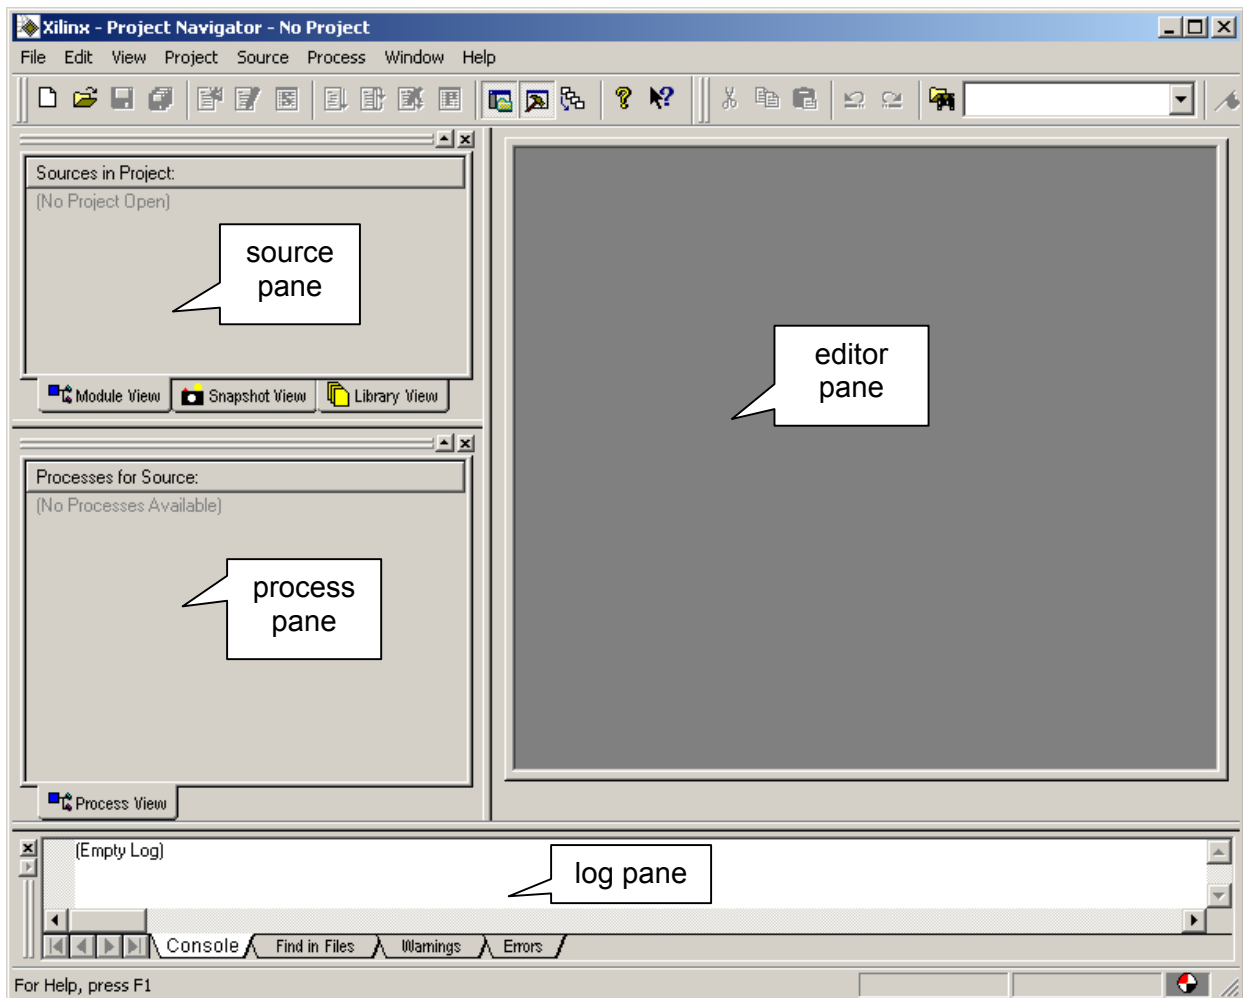 Xilinx - Project Navigator - No Project
File Edit View Project Source Process Window Help
Sources in Project:
(No Project Open)
source
pane
Module View Snapshot View Library View
editor
pane
Processes for Source:
(No Processes Available)
process
pane
Process View
(Empty Log)
log pane
Console Find in Files Warnings Errors
For Help, press F1